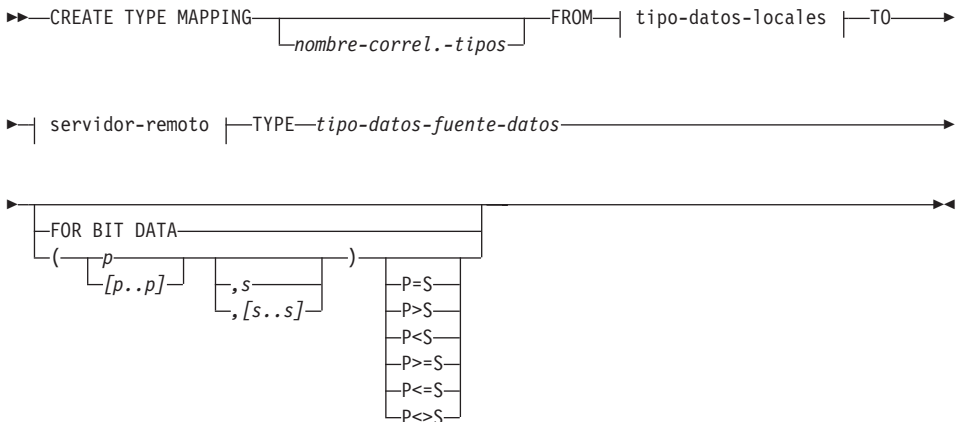 CREATE TYPE MAPPING FROM tipo-datos-locales TO
nombre-correl.-tipos
servidor-remoto TYPE tipo-datos-fuente-datos
FOR BIT DATA
( p )
[p..p] ,s P=S
,[s..s] P>S
P<S
P>=S
P<=S
P<>S